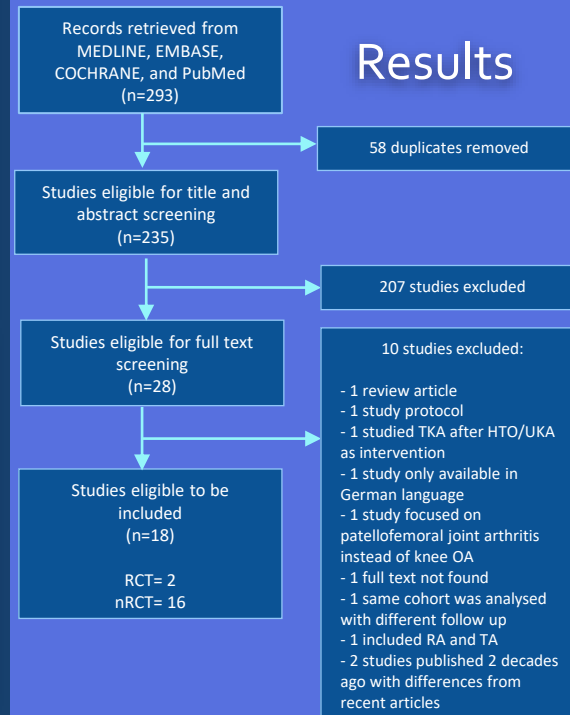 Records retrieved from
MEDLINE, EMBASE,
COCHRANE, and PubMed
(n=293)
Results
58 duplicates removed
Studies eligible for title and
abstract screening
(n=235)
207 studies excluded
Studies eligible for full text
screening
(n=28)
10 studies excluded:
- 1 review article
- 1 study protocol
- 1 studied TKA after HTO/UKA
as intervention
- 1 study only available in
German language
- 1 study focused on
patellofemoral joint arthritis
instead of knee OA
- 1 full text not found
- 1 same cohort was analysed
with different follow up
- 1 included RA and TA
- 2 studies published 2 decades
ago with differences from
recent articles
Studies eligible to be
included
(n=18)
RCT= 2
nRCT= 16